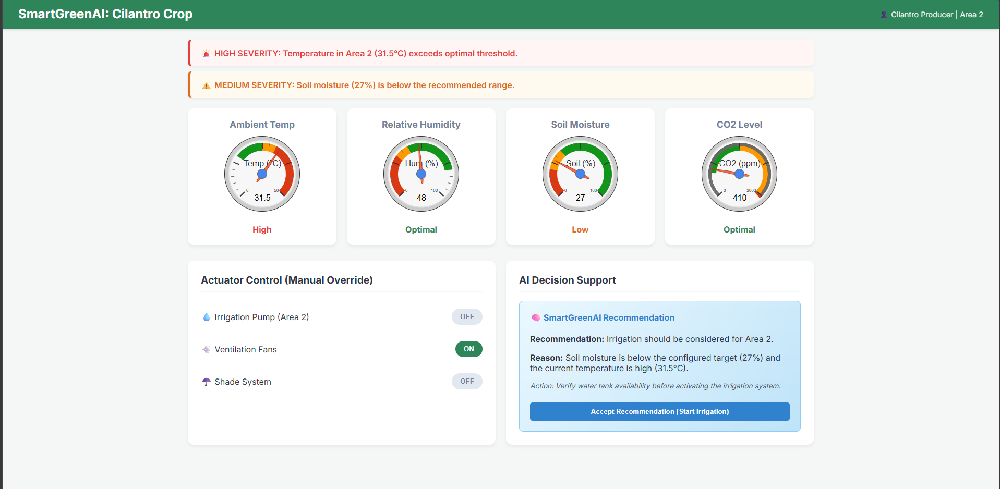 SmartGreenAI: Cilantro Crop
Cilantro Producer | Area 2
HIGH SEVERITY: Temperature in Area 2 (31.5°C) exceeds optimal threshold.
MEDIUM SEVERITY: Soil moisture (27%) is below the recommended range.
Ambient Temp
Temp (°C)
0
50
31.5
High
Relative Humidity
Hum (%)
0
100
48
Optimal
Soil Moisture
Soil (%)
0
100
27
Low
CO2 Level
CO2 (ppm)
0
2000
410
Optimal
Actuator Control (Manual Override)
Irrigation Pump (Area 2)
OFF
Ventilation Fans
ON
Shade System
OFF
AI Decision Support
SmartGreenAI Recommendation
Recommendation: Irrigation should be considered for Area 2.
Reason: Soil moisture is below the configured target (27%) and
the current temperature is high (31.5°C).
Action: Verify water tank availability before activating the irrigation system.
Accept Recommendation (Start Irrigation)